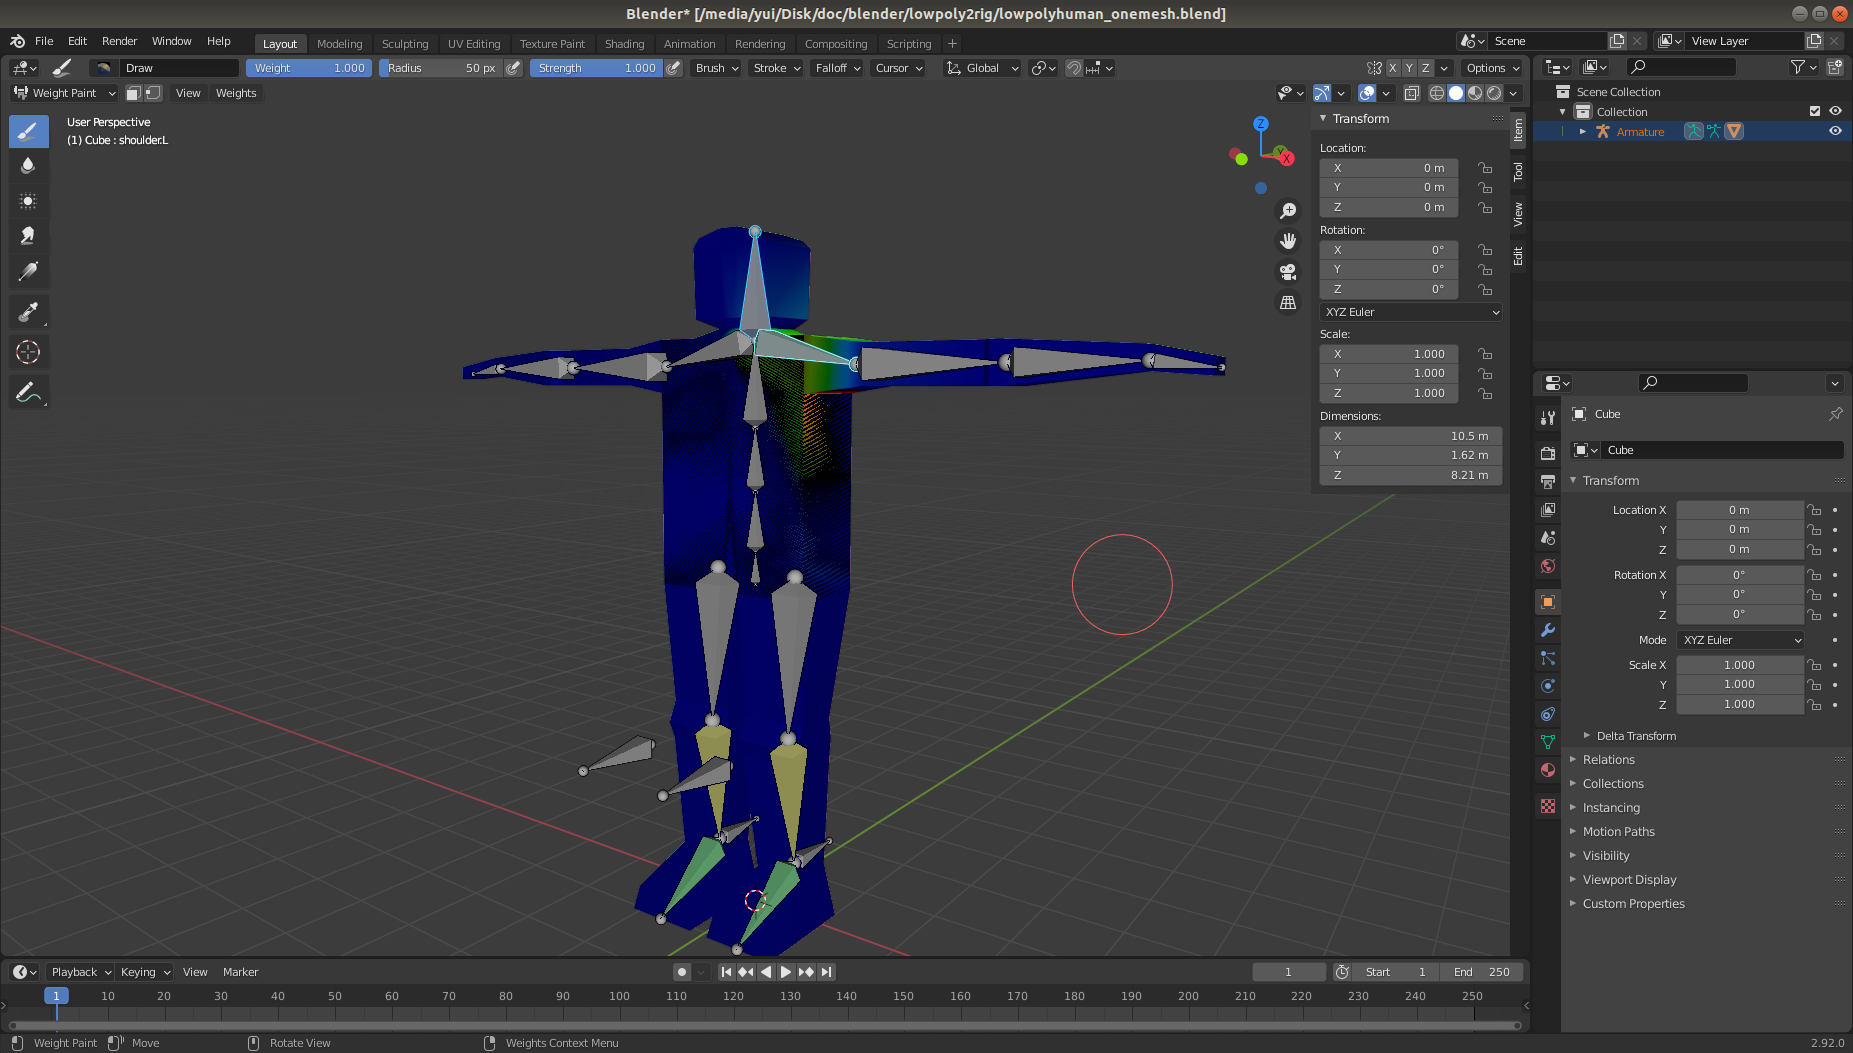 Blender* [/media/yui/Disk/doc/blender/lowpoly2rig/lowpolyhuman_onemesh.blend]
File Edit Render Window Help Layout Modeling Sculpting UV Editing Texture Paint Shading Animation Rendering Compositing Scripting + Scene View Layer
Draw Weight 1.000 Radius 50 px Strength 1.000 Brush Stroke Falloff Cursor Global X Y Z Options
Weight Paint View Weights
User Perspective
(1) Cube : shoulder.L
Z
Y
X
Transform
Location:
X 0 m
Y 0 m
Z 0 m
Rotation:
X 0°
Y 0°
Z 0°
XYZ Euler
Scale:
X 1.000
Y 1.000
Z 1.000
Dimensions:
X 10.5 m
Y 1.62 m
Z 8.21 m
Item
Tool
View
Edit
Scene Collection
Collection
Armature
Cube
Cube
Transform
Location X 0 m
Y 0 m
Z 0 m
Rotation X 0°
Y 0°
Z 0°
Mode XYZ Euler
Scale X 1.000
Y 1.000
Z 1.000
Delta Transform
Relations
Collections
Instancing
Motion Paths
Visibility
Viewport Display
Custom Properties
Playback Keying View Marker 1 Start 1 End 250
1 10 20 30 40 50 60 70 80 90 100 110 120 130 140 150 160 170 180 190 200 210 220 230 240 250
Weight Paint Move Rotate View Weights Context Menu 2.92.0